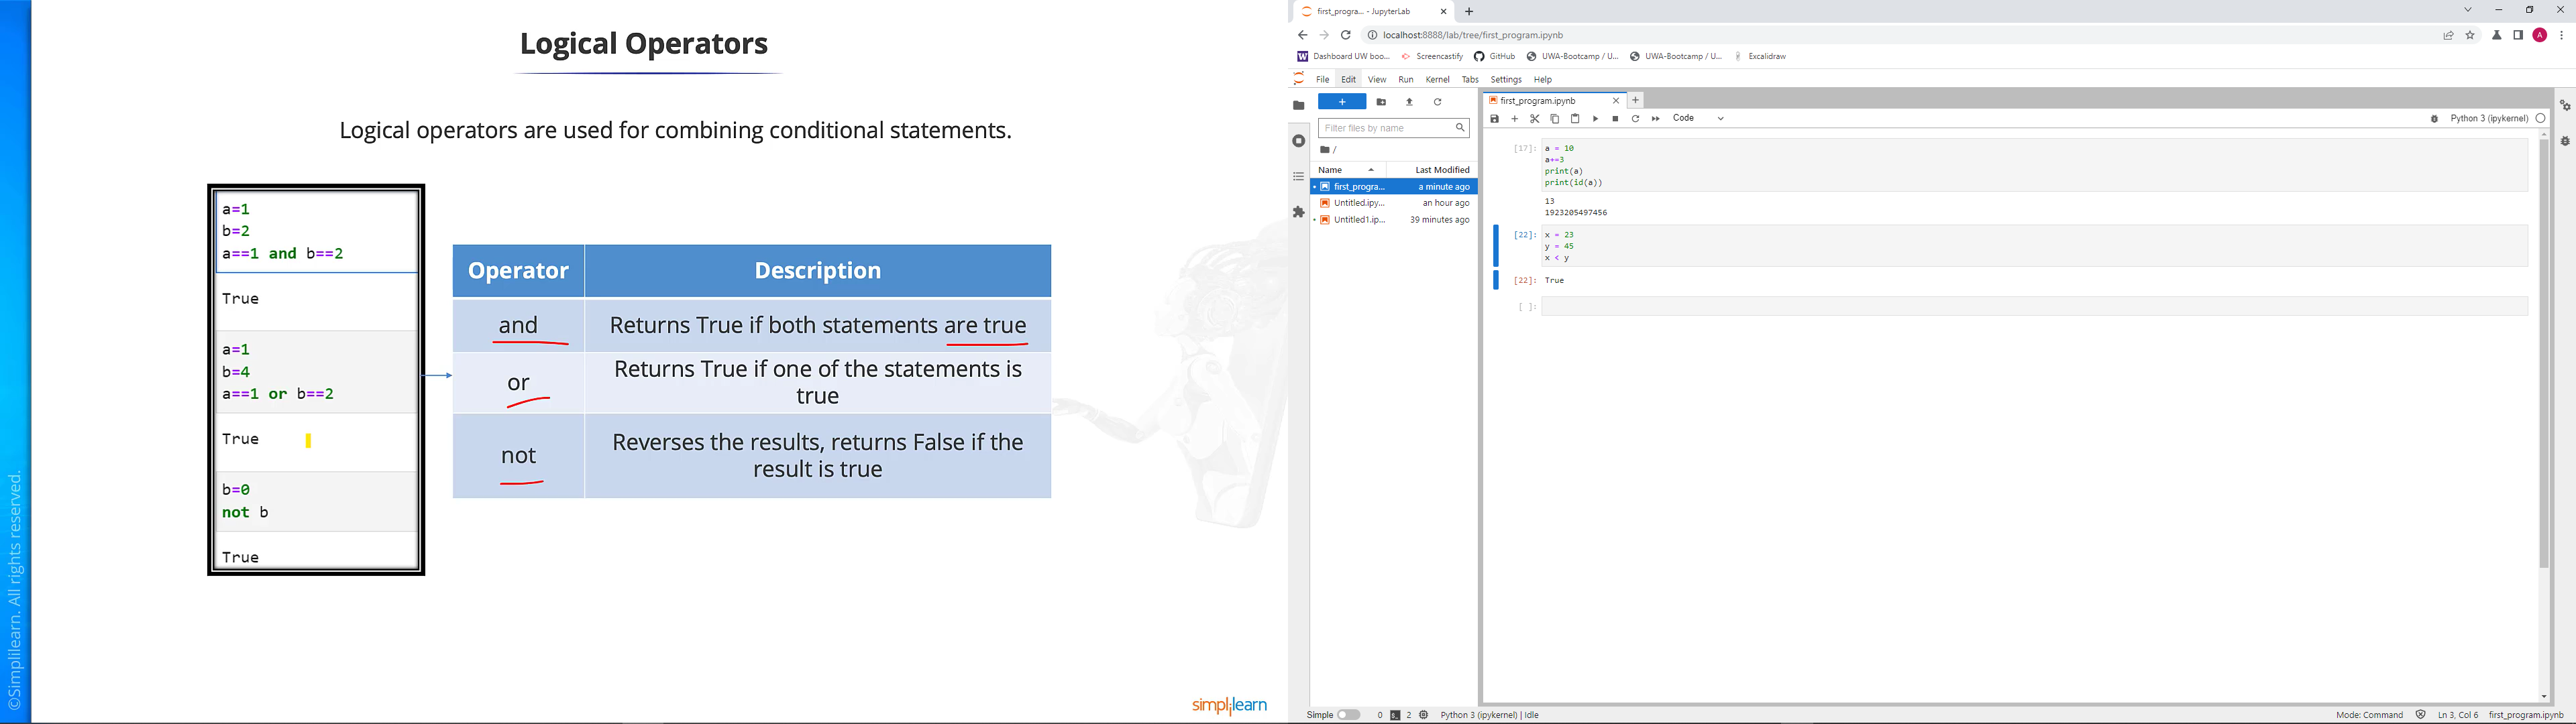 Logical Operators
Logical operators are used for combining conditional statements.
a=1
b=2
a==1 and b==2
True
a=1
b=4
a==1 or b==2
True
b=0
not b
True
Operator Description
and Returns True if both statements are true
or Returns True if one of the statements is
true
not Reverses the results, returns False if the
result is true
©Simplilearn. All rights reserved.
simplilearn
first_progra... - JupyterLab
localhost:8888/lab/tree/first_program.ipynb
A
Dashboard UW boo... Screencastify GitHub UWA-Bootcamp / U... UWA-Bootcamp / U... Excalidraw
File Edit View Run Kernel Tabs Settings Help
Filter files by name
/
Name Last Modified
first_progra... a minute ago
Untitled.ipy... an hour ago
Untitled1.ip... 39 minutes ago
first_program.ipynb
Code Python 3 (ipykernel)
[17]: a = 10
a+=3
print(a)
print(id(a))
13
1923205497456
[22]: x = 23
y = 45
x < y
[22]: True
[ ]:
Simple 0 2 Python 3 (ipykernel) | Idle Mode: Command Ln 3, Col 6 first_program.ipynb